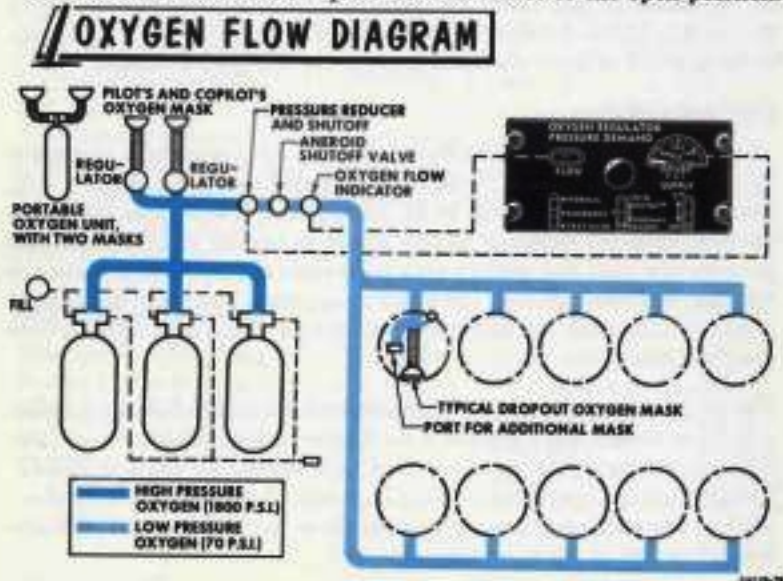 OXYGEN FLOW DIAGRAM
PILOT'S AND COPILOT'S
OXYGEN MASK
PRESSURE REDUCER
AND SHUTOFF
ANEROID
SHUTOFF VALVE
OXYGEN FLOW
INDICATOR
REGU-
LATOR
REGU-
LATOR
PORTABLE
OXYGEN UNIT,
WITH TWO MASKS
OXYGEN REGULATOR
PRESSURE DEMAND
FLOW
SUPPLY
FILL
TYPICAL DROPOUT OXYGEN MASK
PORT FOR ADDITIONAL MASK
HIGH PRESSURE
OXYGEN (1800 P.S.I.)
LOW PRESSURE
OXYGEN (70 P.S.I.)